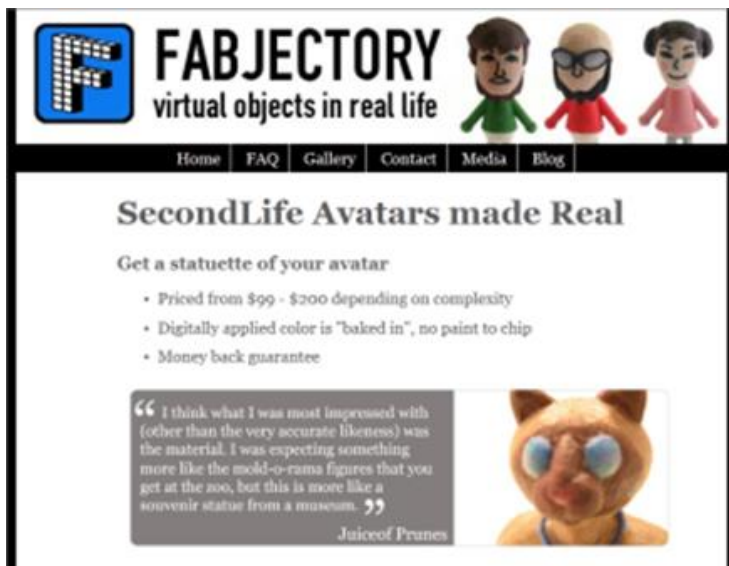 FABJECTORY
virtual objects in real life
Home FAQ Gallery Contact Media Blog
SecondLife Avatars made Real
Get a statuette of your avatar
• Priced from $99 - $200 depending on complexity
• Digitally applied color is "baked in", no paint to chip
• Money back guarantee
“ I think what I was most impressed with
(other than the very accurate likeness) was
the material. I was expecting something
more like the mold-o-rama figures that you
get at the zoo, but this is more like a
souvenir statue from a museum. ”
Juiceof Prunes